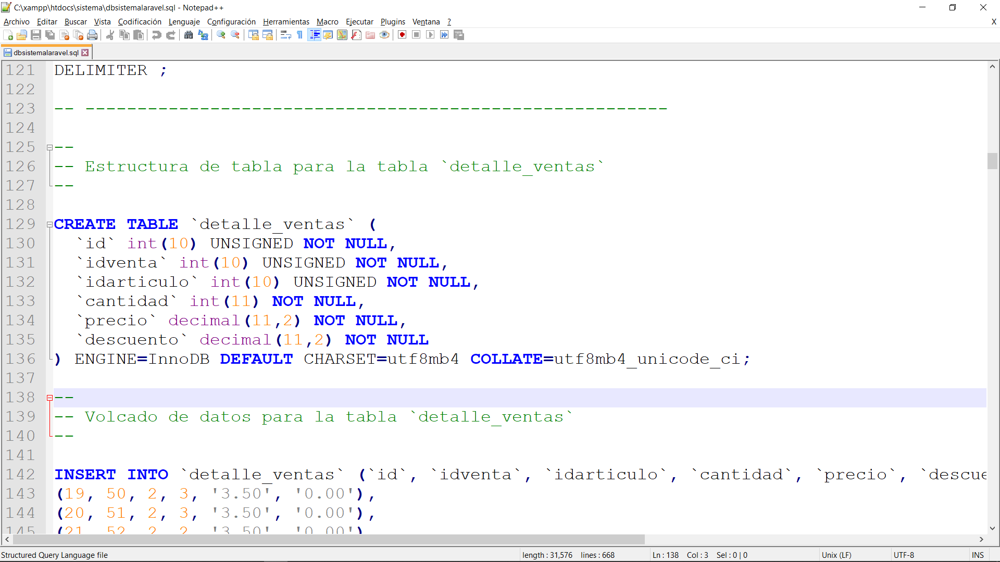 C:\xampp\htdocs\sistema\dbsistemalaravel.sql - Notepad++
Archivo Editar Buscar Vista Codificación Lenguaje Configuración Herramientas Macro Ejecutar Plugins Ventana ? X
dbsistemalaravel.sql
121 DELIMITER ;
122
123 -- --------------------------------------------------------
124
125 --
126 -- Estructura de tabla para la tabla `detalle_ventas`
127 --
128
129 CREATE TABLE `detalle_ventas` (
130   `id` int(10) UNSIGNED NOT NULL,
131   `idventa` int(10) UNSIGNED NOT NULL,
132   `idarticulo` int(10) UNSIGNED NOT NULL,
133   `cantidad` int(11) NOT NULL,
134   `precio` decimal(11,2) NOT NULL,
135   `descuento` decimal(11,2) NOT NULL
136 ) ENGINE=InnoDB DEFAULT CHARSET=utf8mb4 COLLATE=utf8mb4_unicode_ci;
137
138 --
139 -- Volcado de datos para la tabla `detalle_ventas`
140 --
141
142 INSERT INTO `detalle_ventas` (`id`, `idventa`, `idarticulo`, `cantidad`, `precio`, `descue
143 (19, 50, 2, 3, '3.50', '0.00'),
144 (20, 51, 2, 3, '3.50', '0.00'),
145 (21, 52, 2, 2, '3.50', '0.00')
Structured Query Language file length : 31,576 lines : 668 Ln : 138 Col : 3 Sel : 0 | 0 Unix (LF) UTF-8 INS